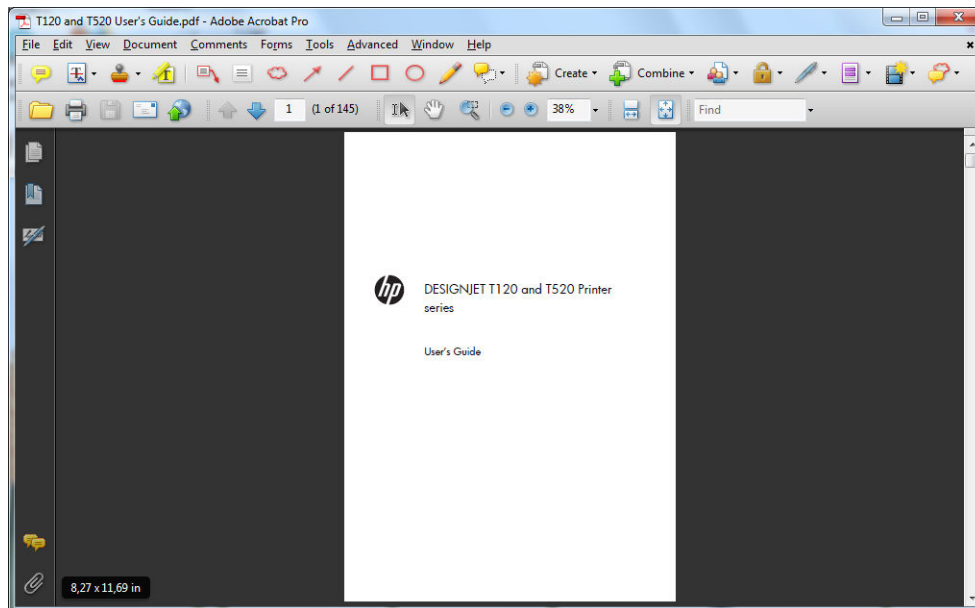 T120 and T520 User's Guide.pdf - Adobe Acrobat Pro
File Edit View Document Comments Forms Tools Advanced Window Help
Create Combine
1 (1 of 145) 38% Find
hp
DESIGNJET T120 and T520 Printer
series
User's Guide
8,27 x 11,69 in